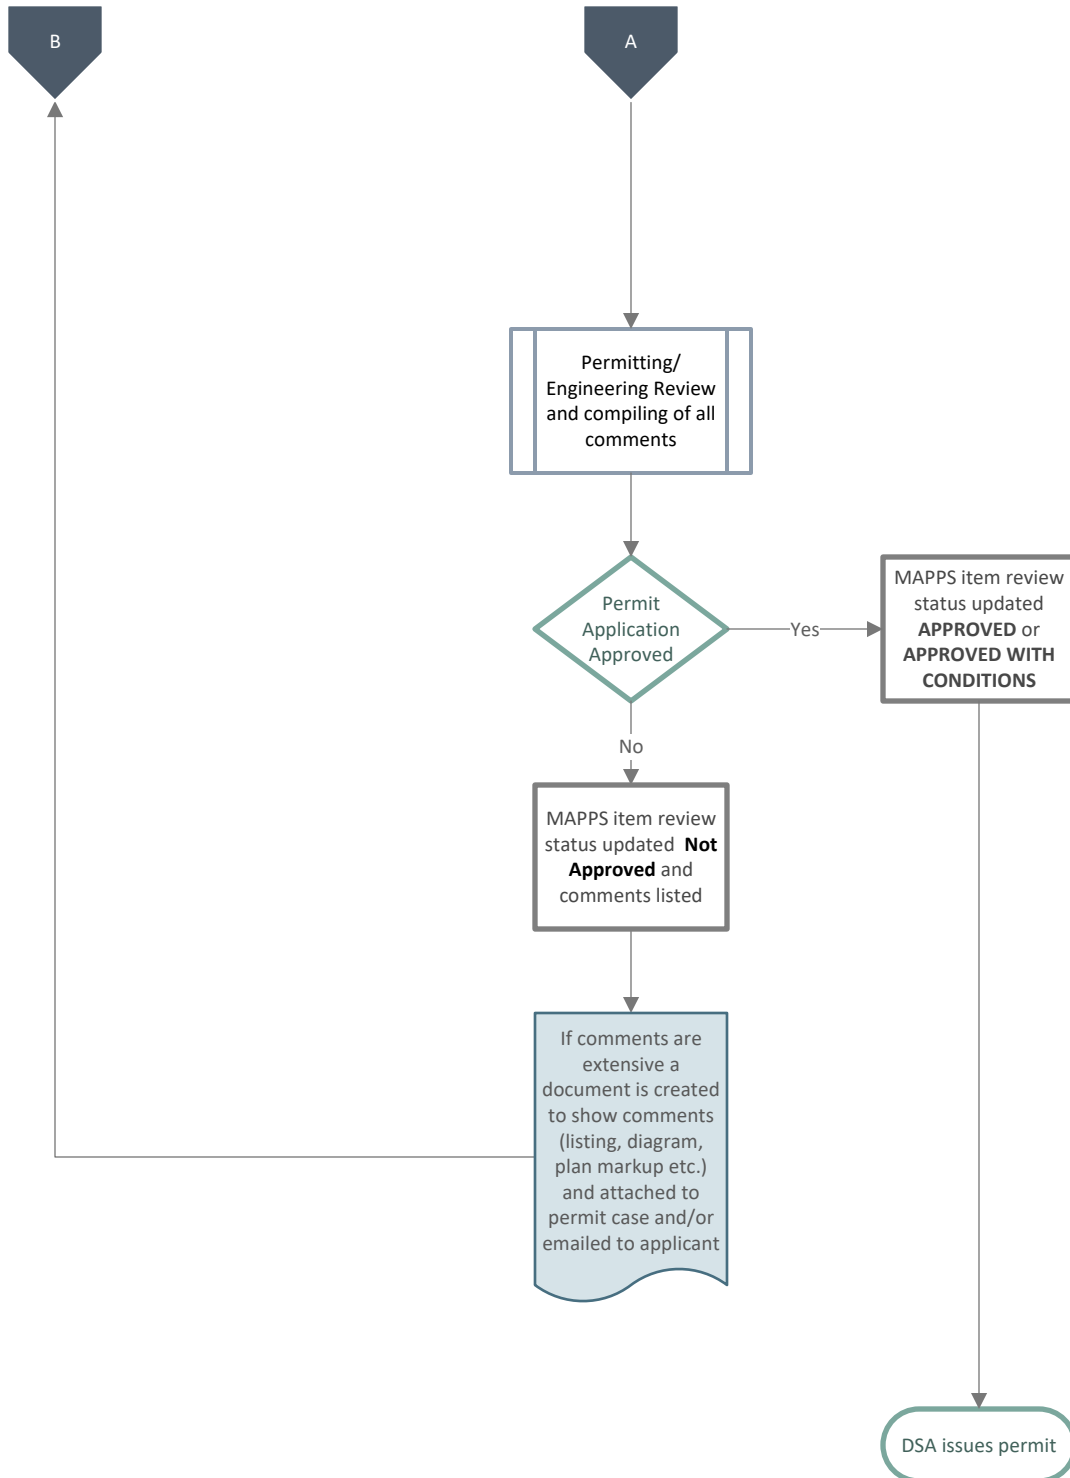 B
A
Permitting/
Engineering Review
and compiling of all
comments
Permit
Application
Approved
Yes
MAPPS item review
status updated
APPROVED or
APPROVED WITH
CONDITIONS
No
MAPPS item review
status updated Not
Approved and
comments listed
If comments are
extensive a
document is created
to show comments
(listing, diagram,
plan markup etc.)
and attached to
permit case and/or
emailed to applicant
DSA issues permit